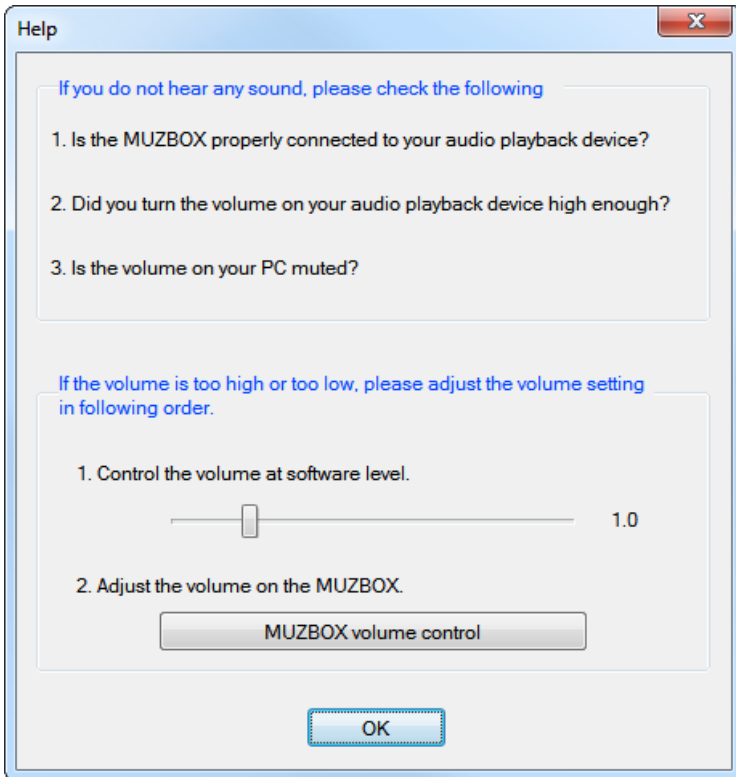 Help
If you do not hear any sound, please check the following
1. Is the MUZBOX properly connected to your audio playback device?
2. Did you turn the volume on your audio playback device high enough?
3. Is the volume on your PC muted?
If the volume is too high or too low, please adjust the volume setting
in following order.
1. Control the volume at software level.
1.0
2. Adjust the volume on the MUZBOX.
MUZBOX volume control
OK